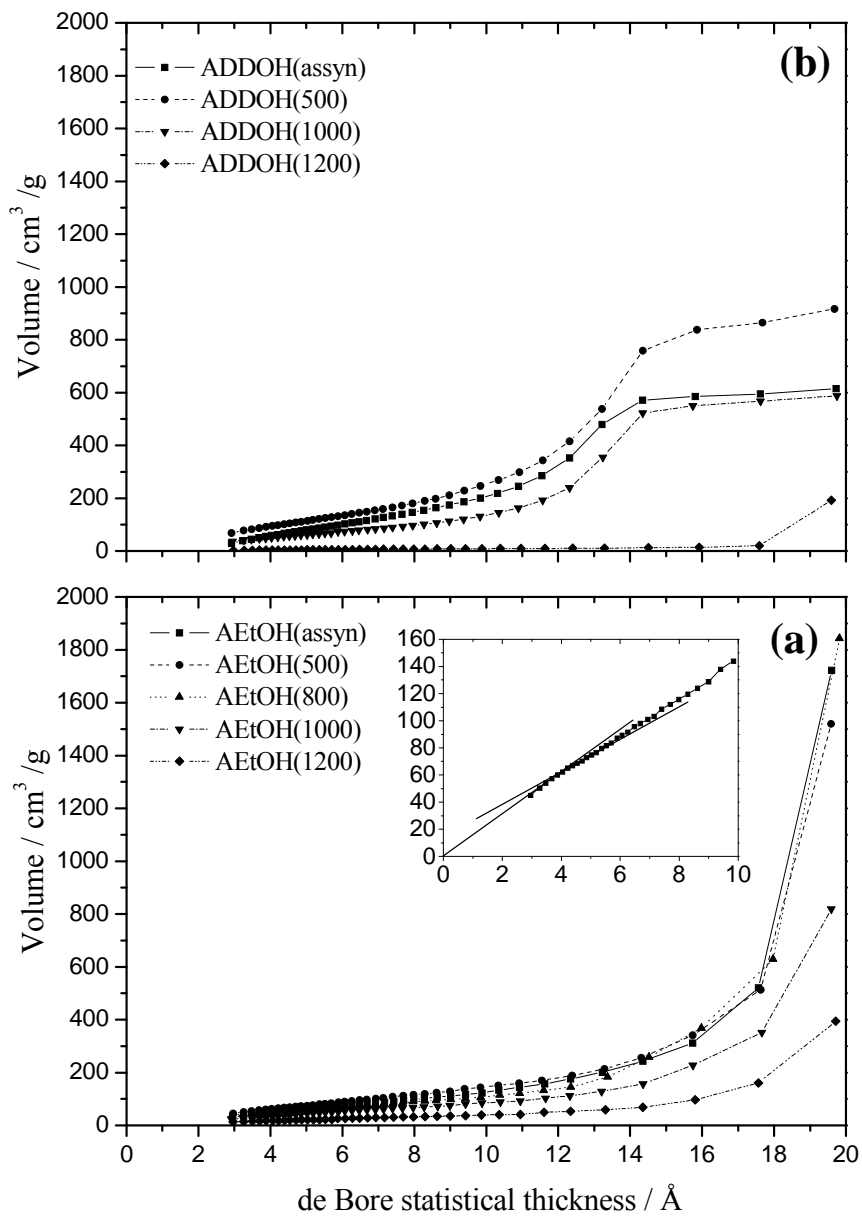 2000
1800
1600
1400
1200
1000
800
600
400
200
0
Volume / cm³ /g
ADDOH(assyn)
ADDOH(500)
ADDOH(1000)
ADDOH(1200)
(b)
2000
1800
1600
1400
1200
1000
800
600
400
200
0
Volume / cm³ /g
AEtOH(assyn)
AEtOH(500)
AEtOH(800)
AEtOH(1000)
AEtOH(1200)
(a)
160
140
120
100
80
60
40
20
0
0 2 4 6 8 10
0 2 4 6 8 10 12 14 16 18 20
de Bore statistical thickness / Å